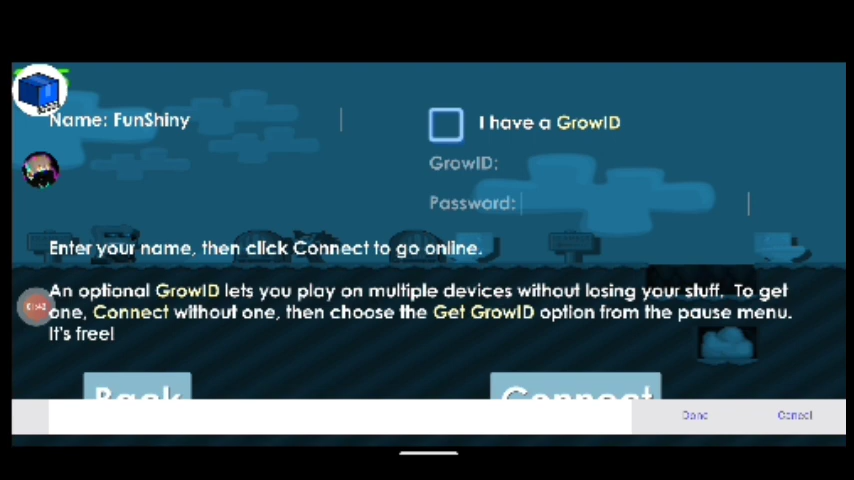 Name: FunShiny
I have a GrowID
GrowID:
Password:
Enter your name, then click Connect to go online.
An optional GrowID lets you play on multiple devices without losing your stuff. To get
one, Connect without one, then choose the Get GrowID option from the pause menu.
It's free!
Back
Connect
Done
Cancel